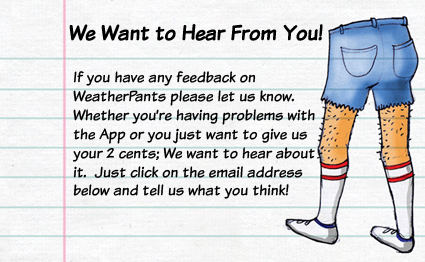 We Want to Hear From You!
If you have any feedback on
WeatherPants please let us know.
Whether you're having problems with
the App or you just want to give us
your 2 cents; We want to hear about
it. Just click on the email address
below and tell us what you think!